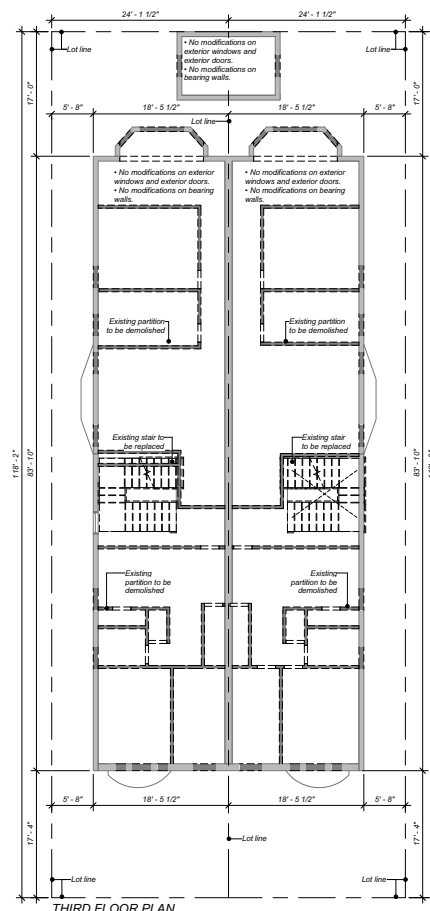 24' - 1 1/2"
24' - 1 1/2"
Lot line
Lot line
• No modifications on
exterior windows and
exterior doors.
• No modifications on
bearing walls.
17'- 0"
17'- 0"
5' - 8"
18' - 5 1/2"
18' - 5 1/2"
5' - 8"
Lot line
• No modifications on exterior
windows and exterior doors.
• No modifications on bearing
walls.
• No modifications on exterior
windows and exterior doors.
• No modifications on bearing
walls.
Existing partition
to be demolished
Existing partition
to be demolished
118' - 2"
83' - 10"
83' - 10"
Existing stair to
be replaced
Existing stair
to be replaced
Existing
partition to be
demolished
Existing
partition to be
demolished
5' - 8"
18' - 5 1/2"
18' - 5 1/2"
5' - 8"
17' - 4"
17' - 4"
Lot line
Lot line
Lot line
THIRD FLOOR PLAN